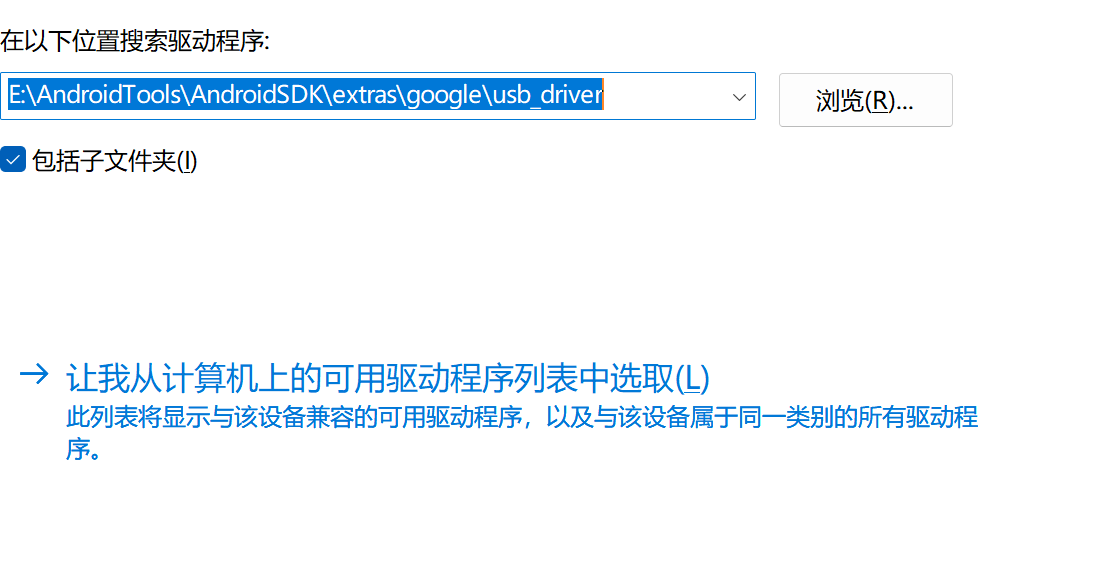 在以下位置搜索驱动程序:
E:\AndroidTools\AndroidSDK\extras\google\usb_driver
浏览(R)...
包括子文件夹(I)
让我从计算机上的可用驱动程序列表中选取(L)
此列表将显示与该设备兼容的可用驱动程序，以及与该设备属于同一类别的所有驱动程
序。